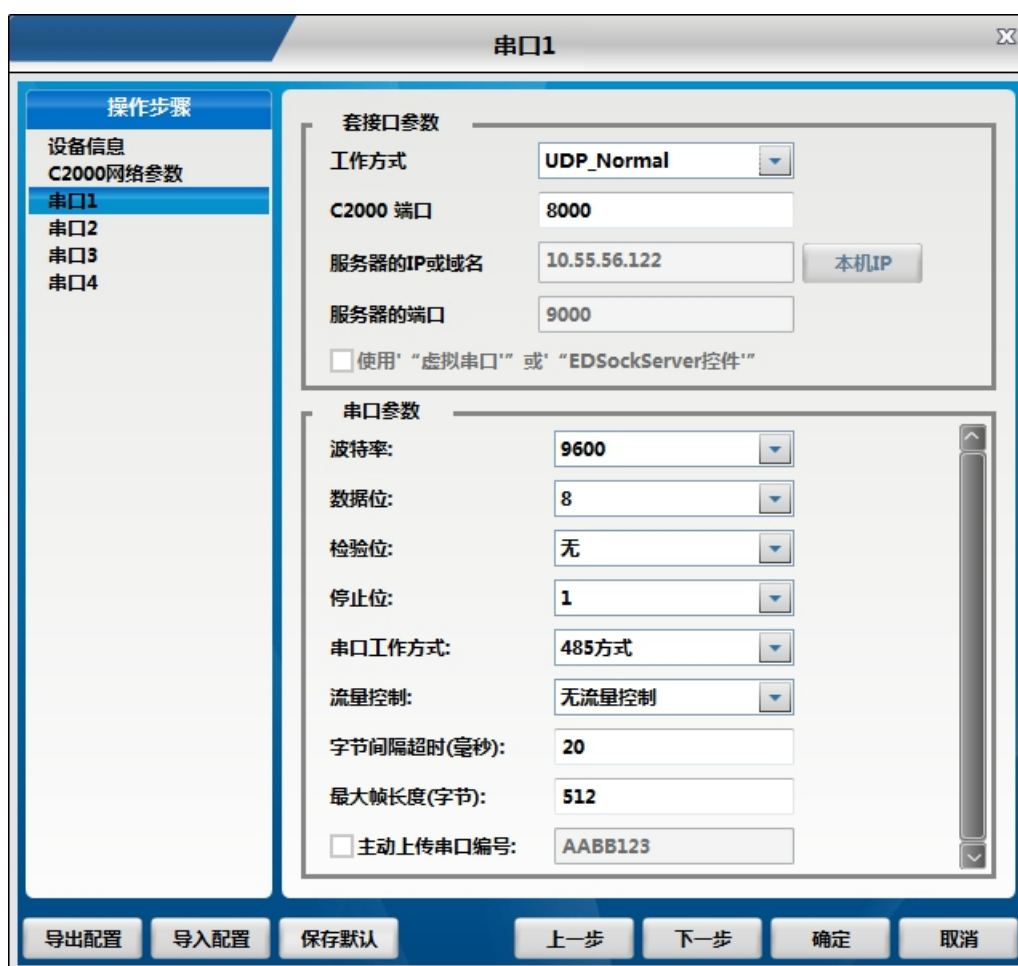 串口1
操作步骤
设备信息
C2000网络参数
串口1
串口2
串口3
串口4
套接口参数
工作方式 UDP_Normal
C2000 端口 8000
服务器的IP或域名 10.55.56.122 本机IP
服务器的端口 9000
使用' “虚拟串口'” 或' “EDSockServer控件'”
串口参数
波特率: 9600
数据位: 8
检验位: 无
停止位: 1
串口工作方式: 485方式
流量控制: 无流量控制
字节间隔超时(毫秒): 20
最大帧长度(字节): 512
主动上传串口编号: AABB123
导出配置 导入配置 保存默认 上一步 下一步 确定 取消